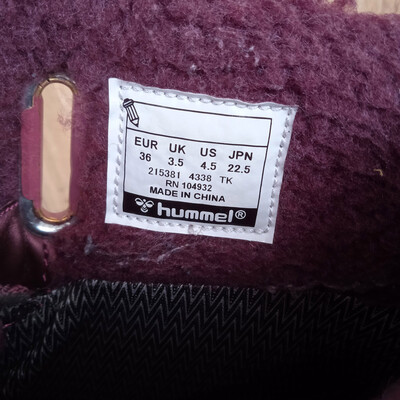 EUR UK US JPN
36 3.5 4.5 22.5
215381 4338 TK
RN 104932
MADE IN CHINA
hummel®